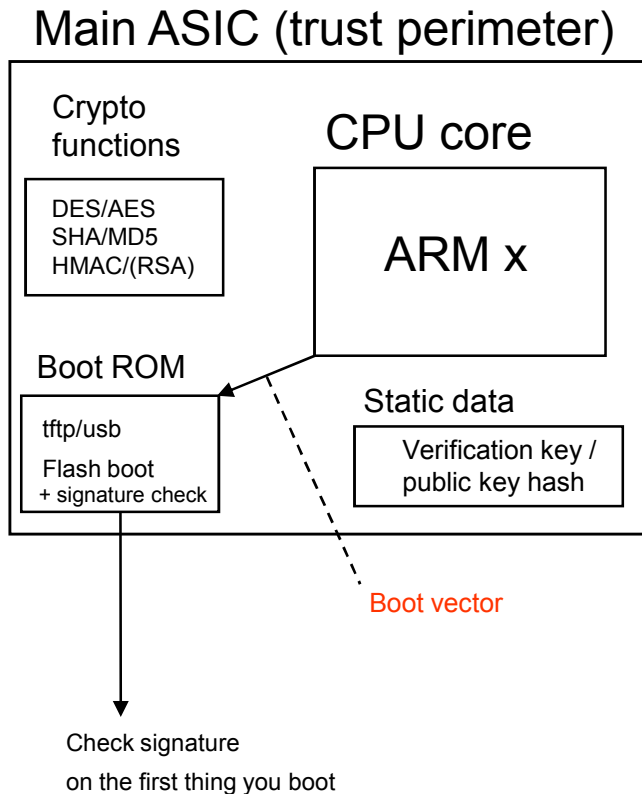 Main ASIC (trust perimeter)
Crypto
functions
DES/AES
SHA/MD5
HMAC/(RSA)
CPU core
ARM x
Boot ROM
tftp/usb
Flash boot
+ signature check
Static data
Verification key /
public key hash
Boot vector
Check signature
on the first thing you boot